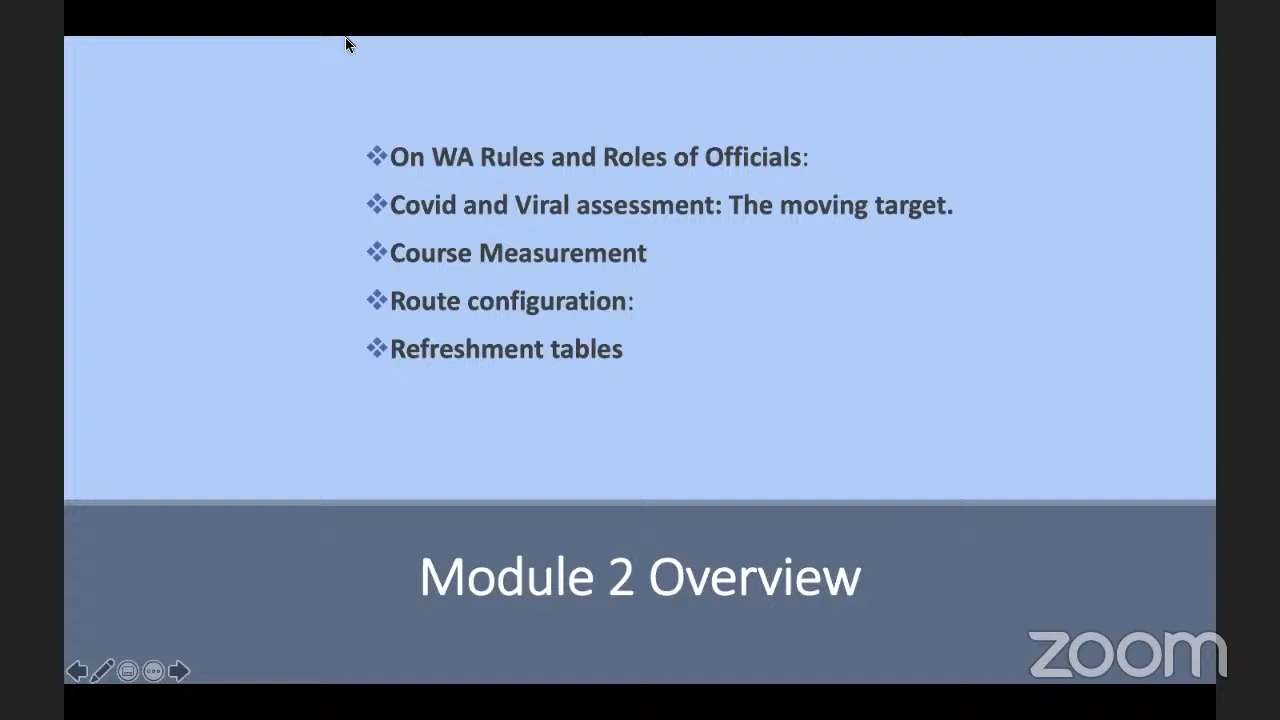 On WA Rules and Roles of Officials:
Covid and Viral assessment: The moving target.
Course Measurement
Route configuration:
Refreshment tables
Module 2 Overview
zoom